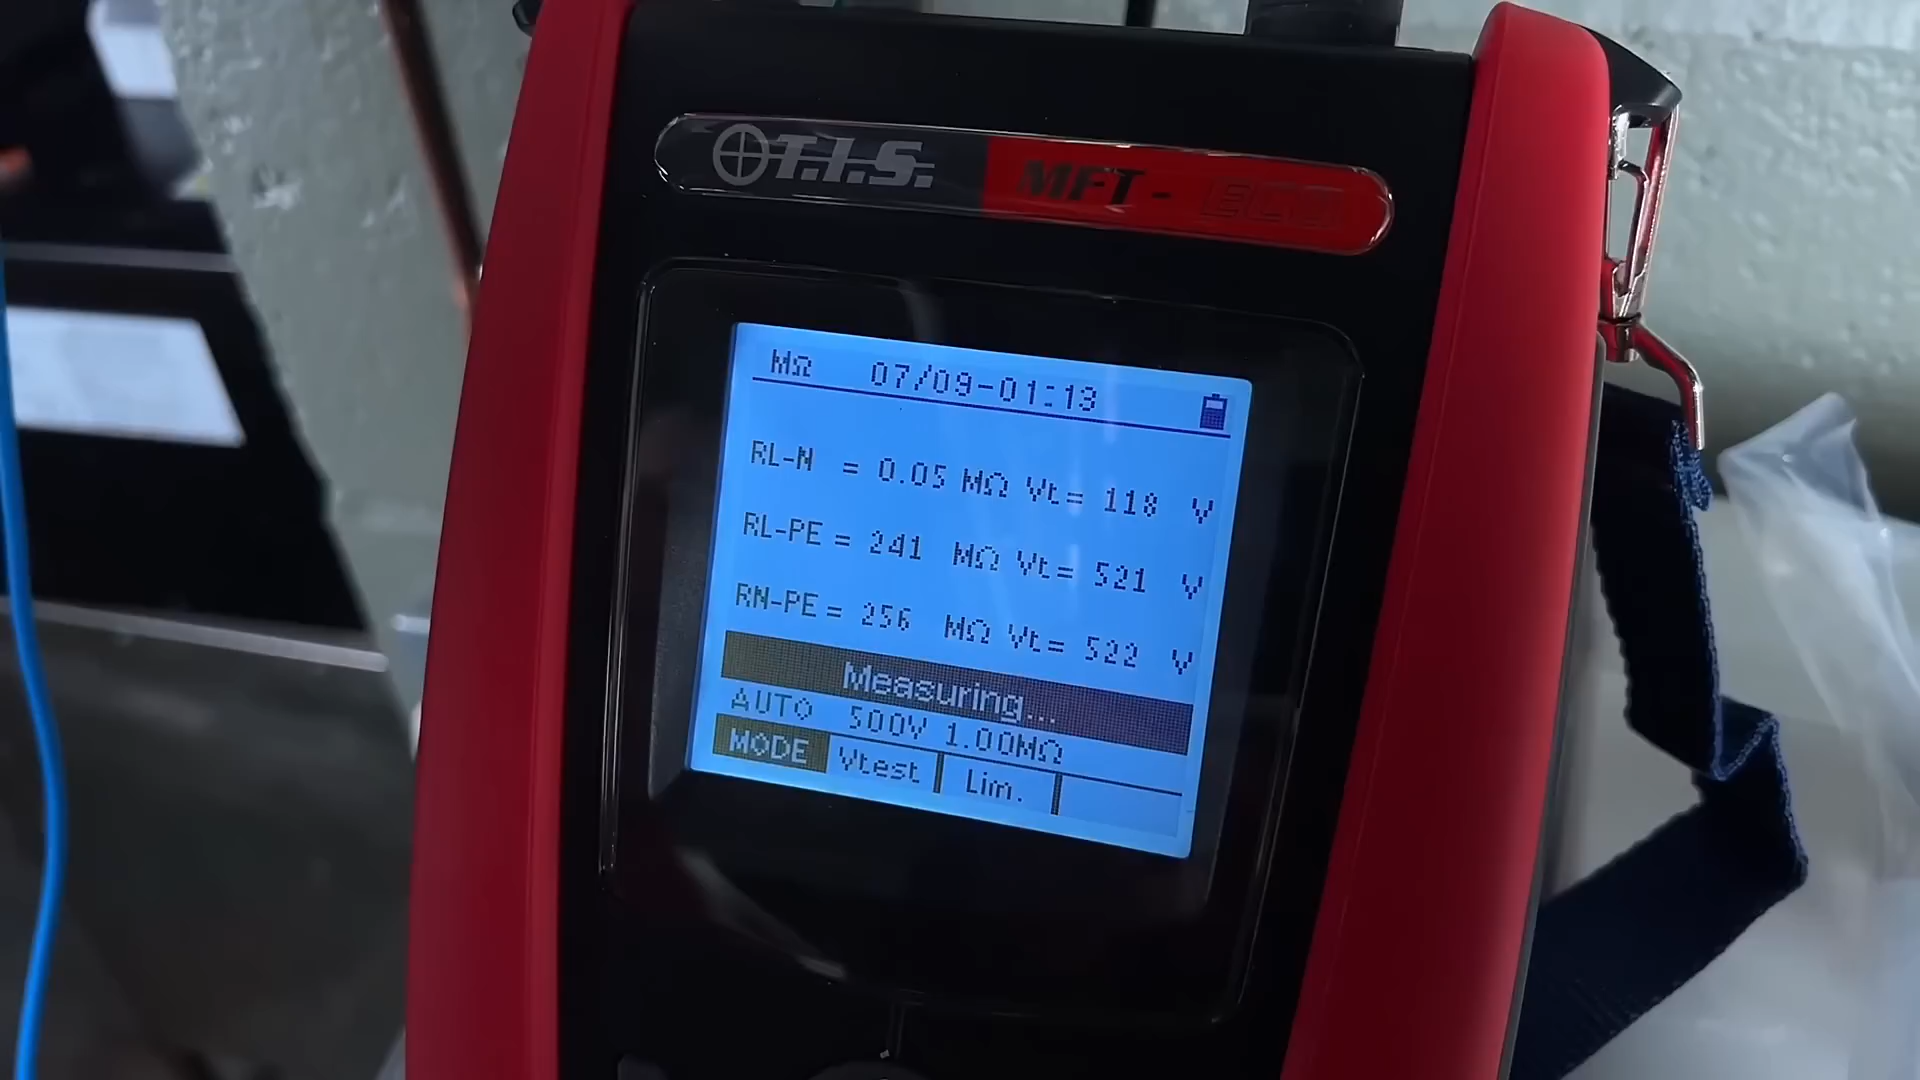 T.I.S. MFT -
MΩ 07/09-01:13
RL-N = 0.05 MΩ Vt= 118 V
RL-PE = 241 MΩ Vt= 521 V
RN-PE = 256 MΩ Vt= 522 V
Measuring...
AUTO 500V 1.00MΩ
MODE Vtest Lim.